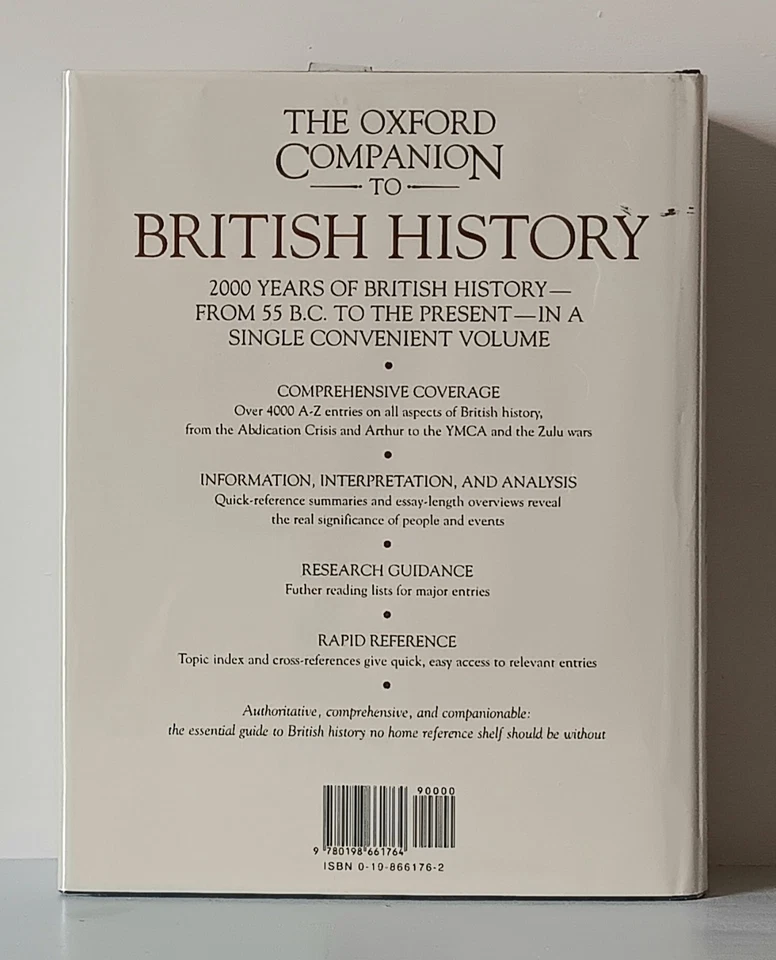 THE OXFORD
COMPANION
TO
BRITISH HISTORY
2000 YEARS OF BRITISH HISTORY—
FROM 55 B.C. TO THE PRESENT—IN A
SINGLE CONVENIENT VOLUME
•
COMPREHENSIVE COVERAGE
Over 4000 A-Z entries on all aspects of British history,
from the Abdication Crisis and Arthur to the YMCA and the Zulu wars
•
INFORMATION, INTERPRETATION, AND ANALYSIS
Quick-reference summaries and essay-length overviews reveal
the real significance of people and events
•
RESEARCH GUIDANCE
Futher reading lists for major entries
•
RAPID REFERENCE
Topic index and cross-references give quick, easy access to relevant entries
•
Authoritative, comprehensive, and companionable:
the essential guide to British history no home reference shelf should be without
90000
9 780198 661764
ISBN 0-19-866176-2